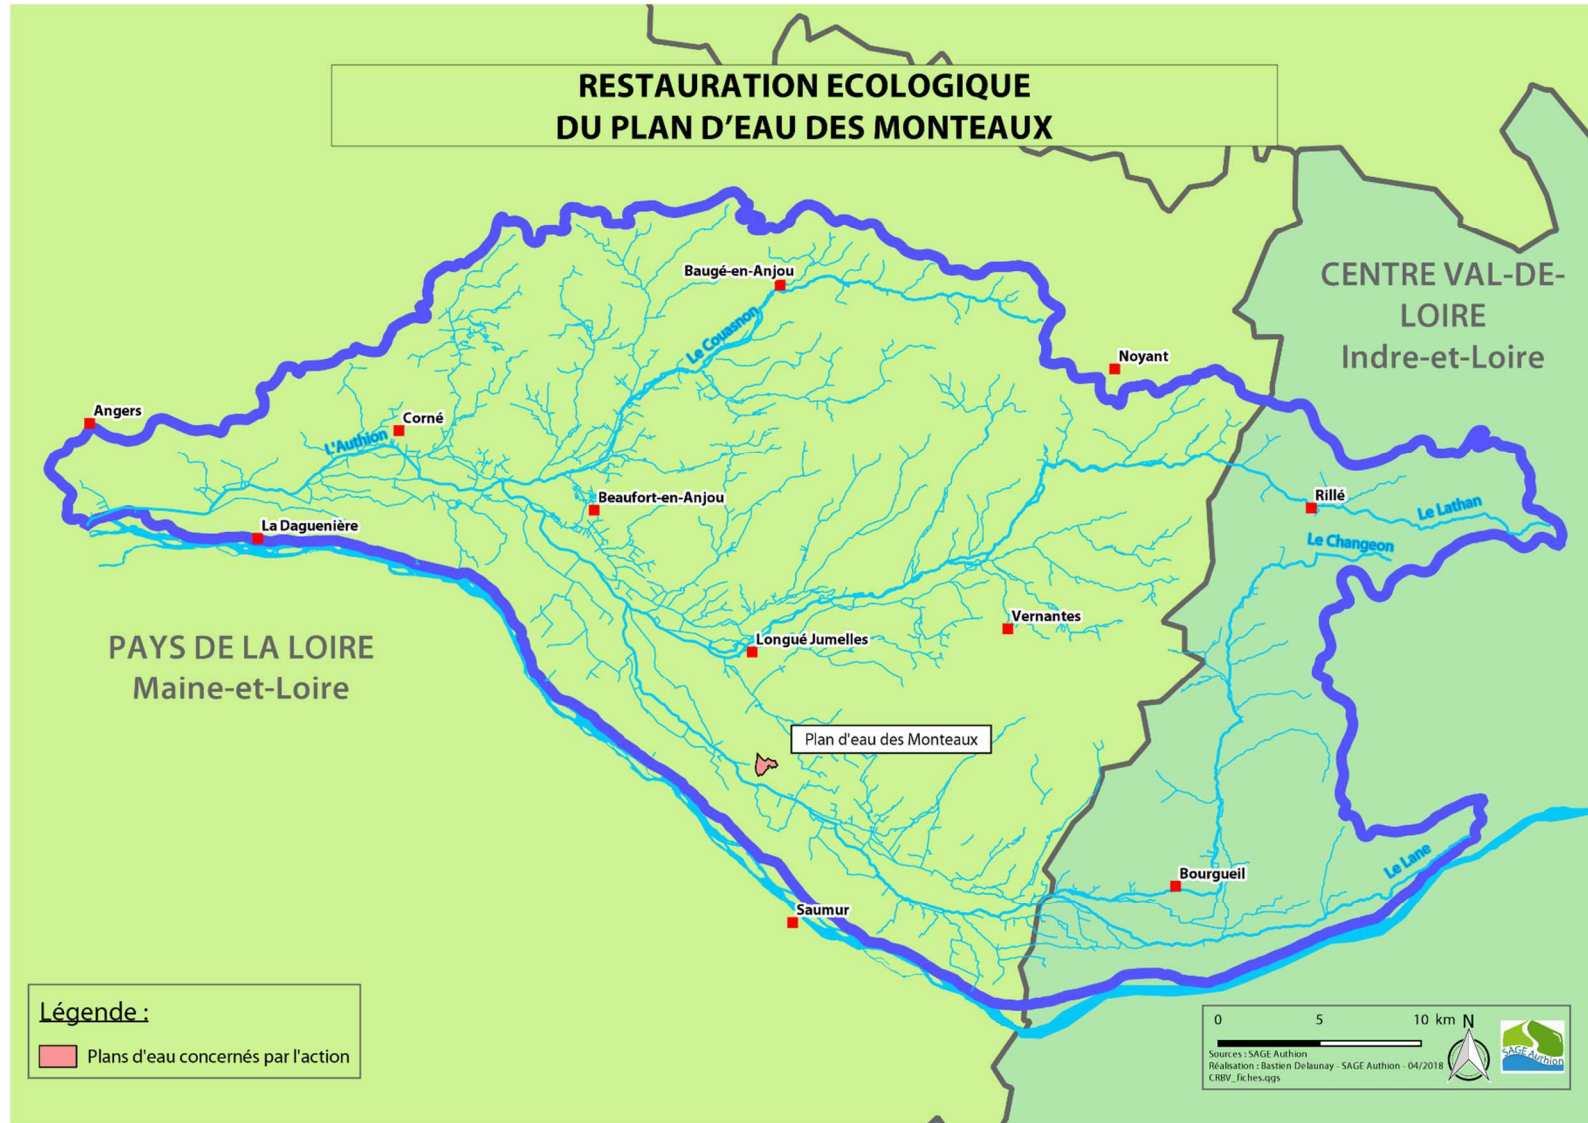 RESTAURATION ECOLOGIQUE
DU PLAN D'EAU DES MONTEAUX
CENTRE VAL-DE-
LOIRE
Indre-et-Loire
Baugé-en-Anjou
Le Couasnon
Noyant
Angers
Corné
L'Authion
Beaufort-en-Anjou
Rillé
Le Lathan
La Daguenière
Le Changeon
PAYS DE LA LOIRE
Maine-et-Loire
Vernantes
Longué Jumelles
Plan d'eau des Monteaux
Bourgueil
Le Lane
Saumur
Légende :
Plans d'eau concernés par l'action
0 5 10 km N
Sources : SAGE Authion
Réalisation : Bastien Delaunay - SAGE Authion - 04/2018
CRBV_fiches.qgs
SAGE Authion